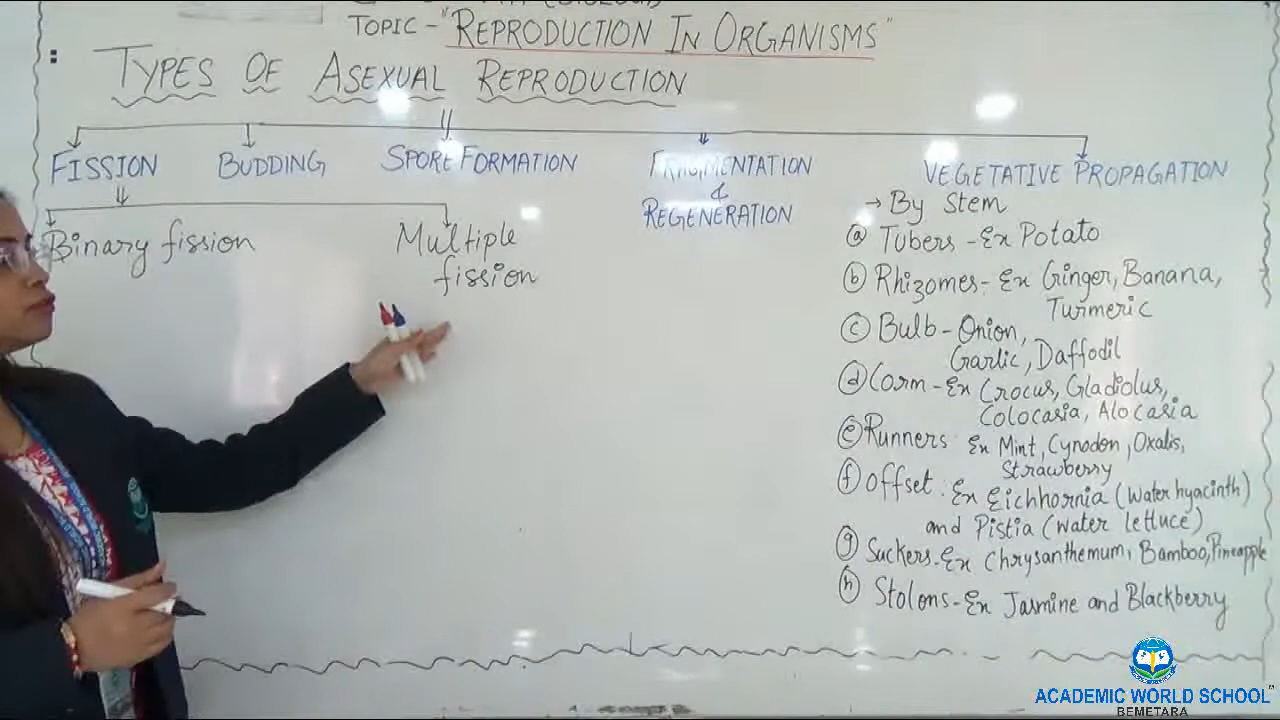 TOPIC - "REPRODUCTION IN ORGANISMS"
TYPES OF ASEXUAL REPRODUCTION
FISSION
BUDDING
SPORE FORMATION
FRAGMENTATION
&
REGENERATION
VEGETATIVE PROPAGATION
Binary fission
Multiple
fission
→ By Stem
(a) Tubers - Ex Potato
(b) Rhizomes - Ex Ginger, Banana,
Turmeric
(c) Bulb - Onion,
Garlic, Daffodil
(d) Corm - Ex Crocus, Gladiolus,
Colocasia, Alocasia
(e) Runners Ex Mint, Cynodon, Oxalis,
Strawberry
(f) Offset : Ex Eichhornia (Water hyacinth)
and Pistia (Water lettuce)
(g) Suckers - Ex Chrysanthemum, Bamboo, Pineapple
(h) Stolons - Ex Jasmine and Blackberry
ACADEMIC WORLD SCHOOL"
BEMETARA